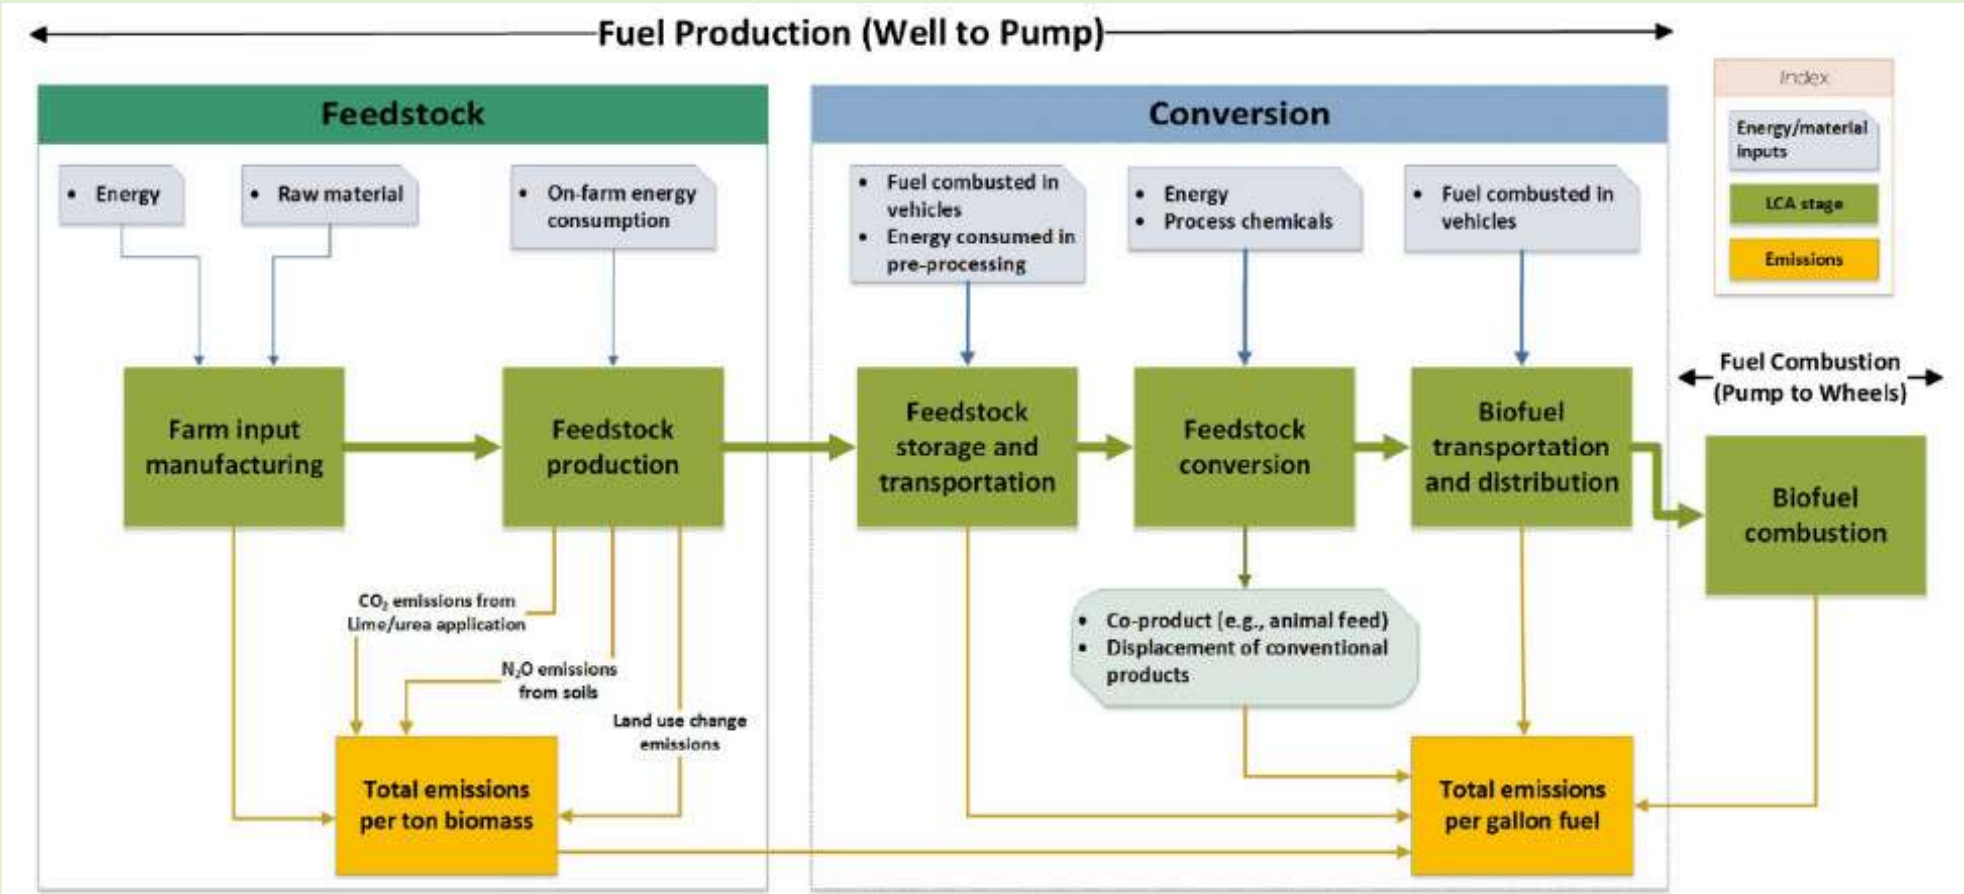 Fuel Production (Well to Pump)
Feedstock
Conversion
Index
Energy/material
inputs
LCA stage
Emissions
• Energy
• Raw material
• On-farm energy
consumption
• Fuel combusted in
vehicles
• Energy consumed in
pre-processing
• Energy
• Process chemicals
• Fuel combusted in
vehicles
Fuel Combustion
(Pump to Wheels)
Farm input
manufacturing
Feedstock
production
Feedstock
storage and
transportation
Feedstock
conversion
Biofuel
transportation
and distribution
Biofuel
combustion
CO₂ emissions from
Lime/urea application
N₂O emissions
from soils
Land use change
emissions
• Co-product (e.g., animal feed)
• Displacement of conventional
products
Total emissions
per ton biomass
Total emissions
per gallon fuel